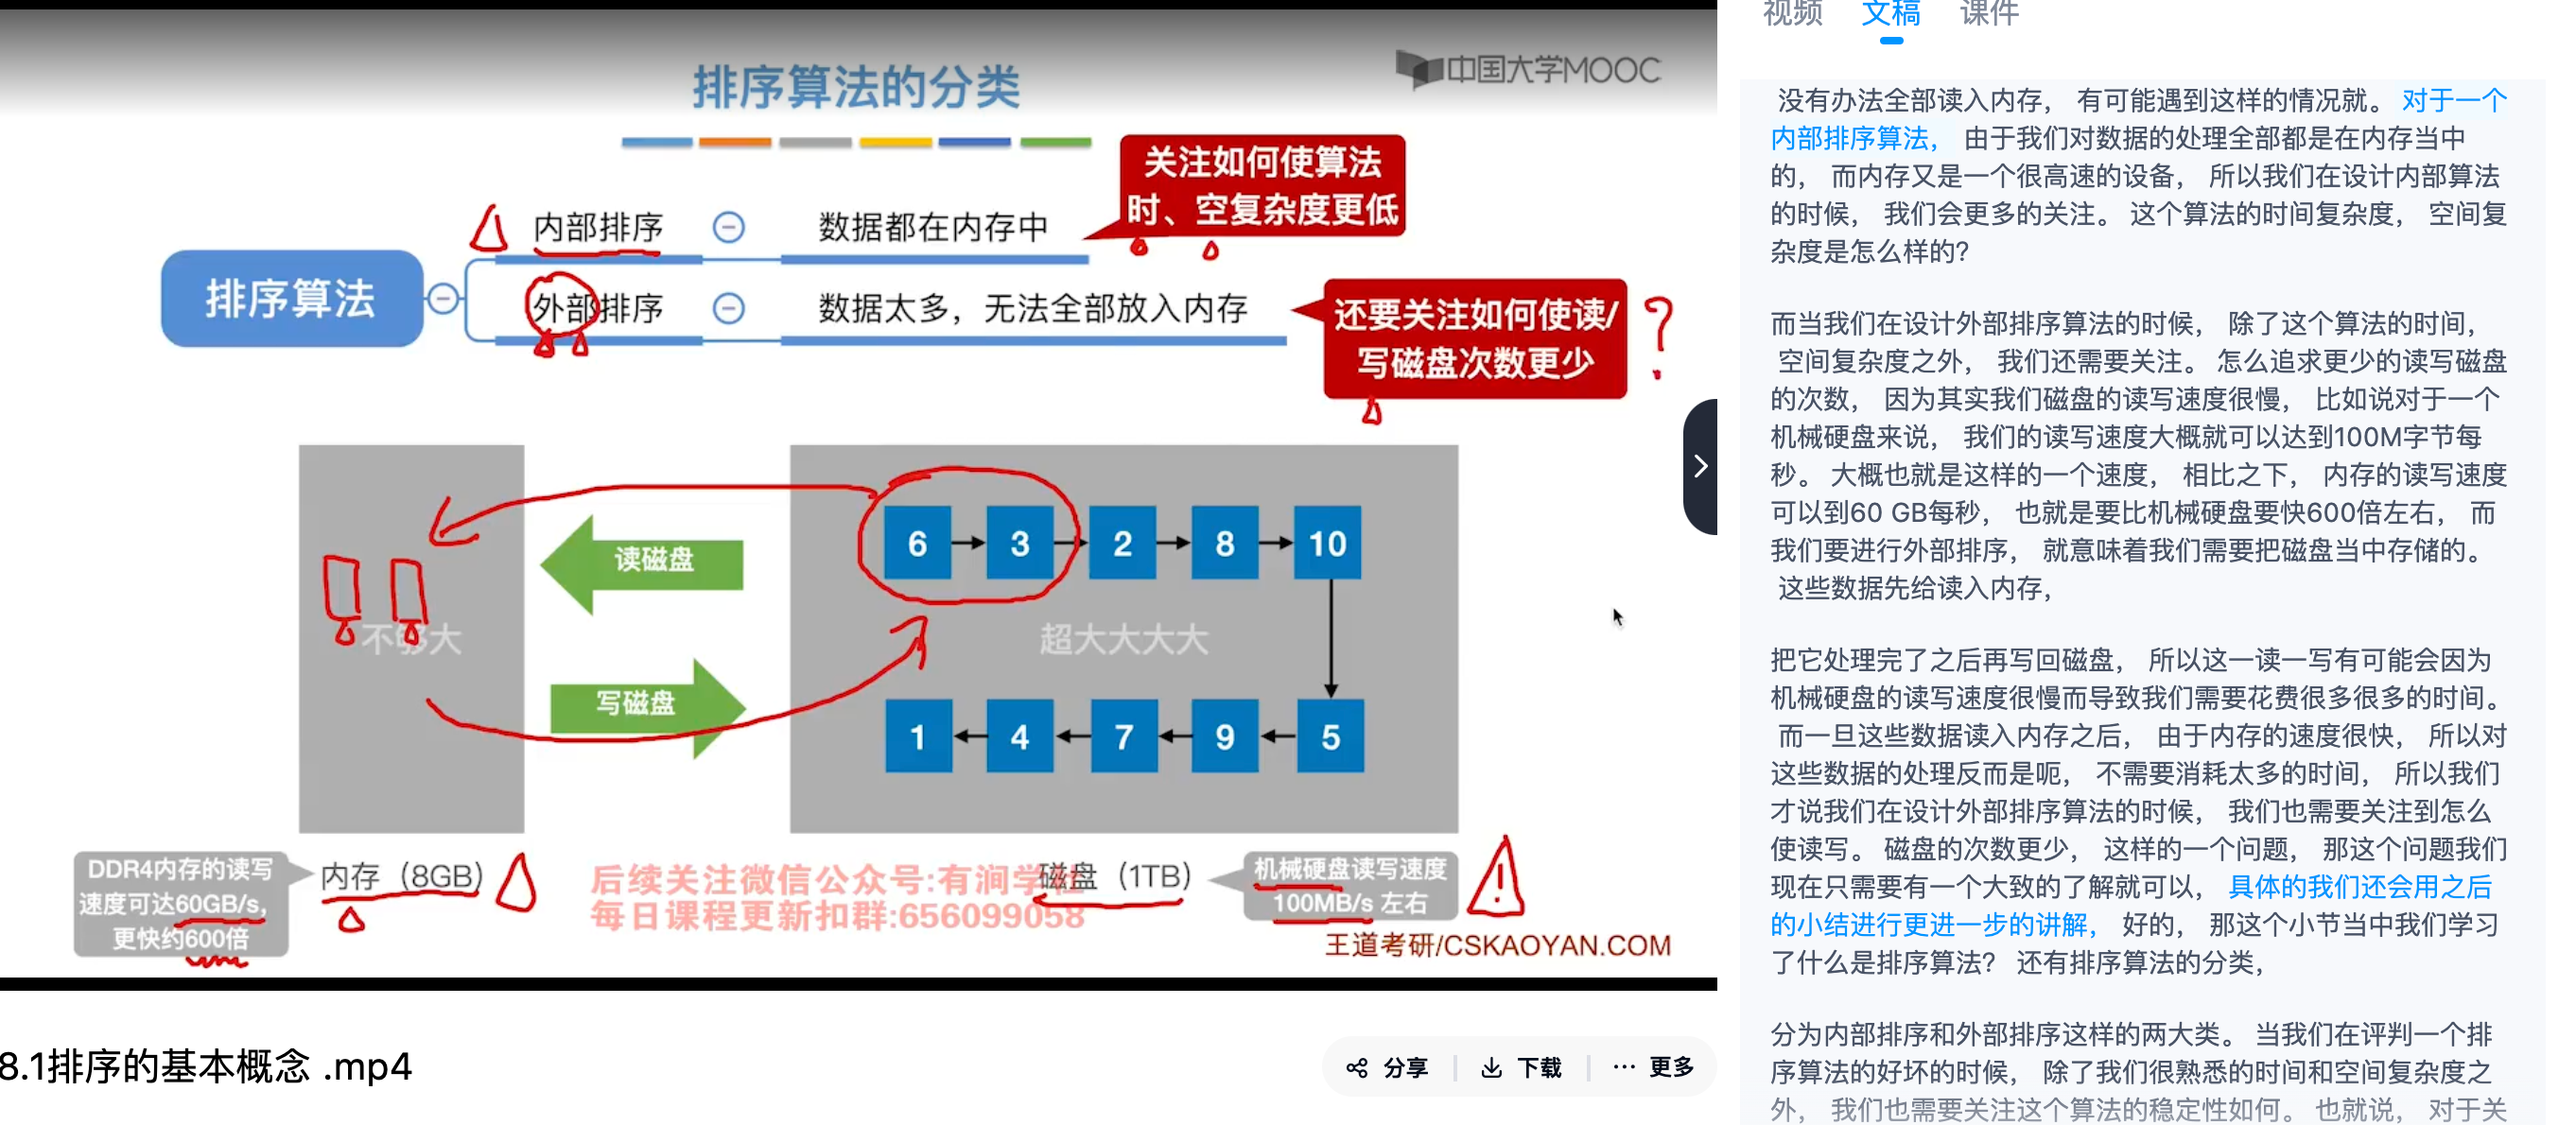 排序算法的分类
中国大学MOOC
关注如何使算法
时、空复杂度更低
内部排序
数据都在内存中
排序算法
外部排序
数据太多，无法全部放入内存
还要关注如何使读/
写磁盘次数更少
?
6
3
2
8
10
读磁盘
不够大
超大大大大
写磁盘
1
4
7
9
5
DDR4内存的读写
速度可达60GB/s,
更快约600倍
内存（8GB）
后续关注微信公众号:有涧学社
每日课程更新扣群:656099058
磁盘（1TB）
机械硬盘读写速度
100MB/s 左右
王道考研/CSKAOYAN.COM
8.1排序的基本概念 .mp4
分享
下载
更多
视频 文稿 课件
没有办法全部读入内存， 有可能遇到这样的情况就。 对于一个
内部排序算法， 由于我们对数据的处理全部都是在内存当中
的， 而内存又是一个很高速的设备， 所以我们在设计内部算法
的时候， 我们会更多的关注。 这个算法的时间复杂度， 空间复
杂度是怎么样的?
而当我们在设计外部排序算法的时候， 除了这个算法的时间，
空间复杂度之外， 我们还需要关注。 怎么追求更少的读写磁盘
的次数， 因为其实我们磁盘的读写速度很慢， 比如说对于一个
机械硬盘来说， 我们的读写速度大概就可以达到100M字节每
秒。 大概也就是这样的一个速度， 相比之下， 内存的读写速度
可以到60 GB每秒， 也就是要比机械硬盘要快600倍左右， 而
我们要进行外部排序， 就意味着我们需要把磁盘当中存储的。
这些数据先给读入内存，
把它处理完了之后再写回磁盘， 所以这一读一写有可能会因为
机械硬盘的读写速度很慢而导致我们需要花费很多很多的时间。
而一旦这些数据读入内存之后， 由于内存的速度很快， 所以对
这些数据的处理反而是呃， 不需要消耗太多的时间， 所以我们
才说我们在设计外部排序算法的时候， 我们也需要关注到怎么
使读写。 磁盘的次数更少， 这样的一个问题， 那这个问题我们
现在只需要有一个大致的了解就可以， 具体的我们还会用之后
的小结进行更进一步的讲解， 好的， 那这个小节当中我们学习
了什么是排序算法? 还有排序算法的分类，
分为内部排序和外部排序这样的两大类。 当我们在评判一个排
序算法的好坏的时候， 除了我们很熟悉的时间和空间复杂度之
外， 我们也需要关注这个算法的稳定性如何。 也就说， 对于关